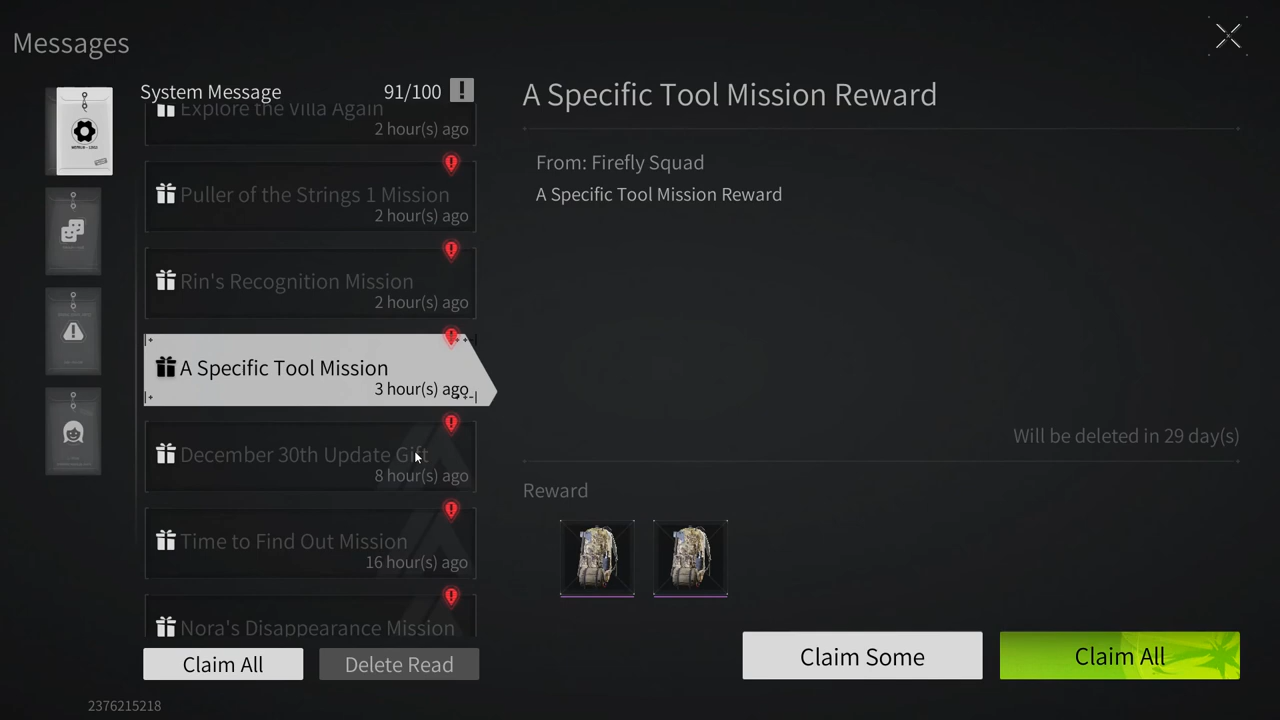 Messages
System Message 91/100
Explore the Villa Again
2 hour(s) ago
Puller of the Strings 1 Mission
2 hour(s) ago
Rin's Recognition Mission
2 hour(s) ago
A Specific Tool Mission
3 hour(s) ago
December 30th Update Gift
8 hour(s) ago
Time to Find Out Mission
16 hour(s) ago
Nora's Disappearance Mission
Claim All
Delete Read
2376215218
A Specific Tool Mission Reward
From: Firefly Squad
A Specific Tool Mission Reward
Will be deleted in 29 day(s)
Reward
Claim Some
Claim All